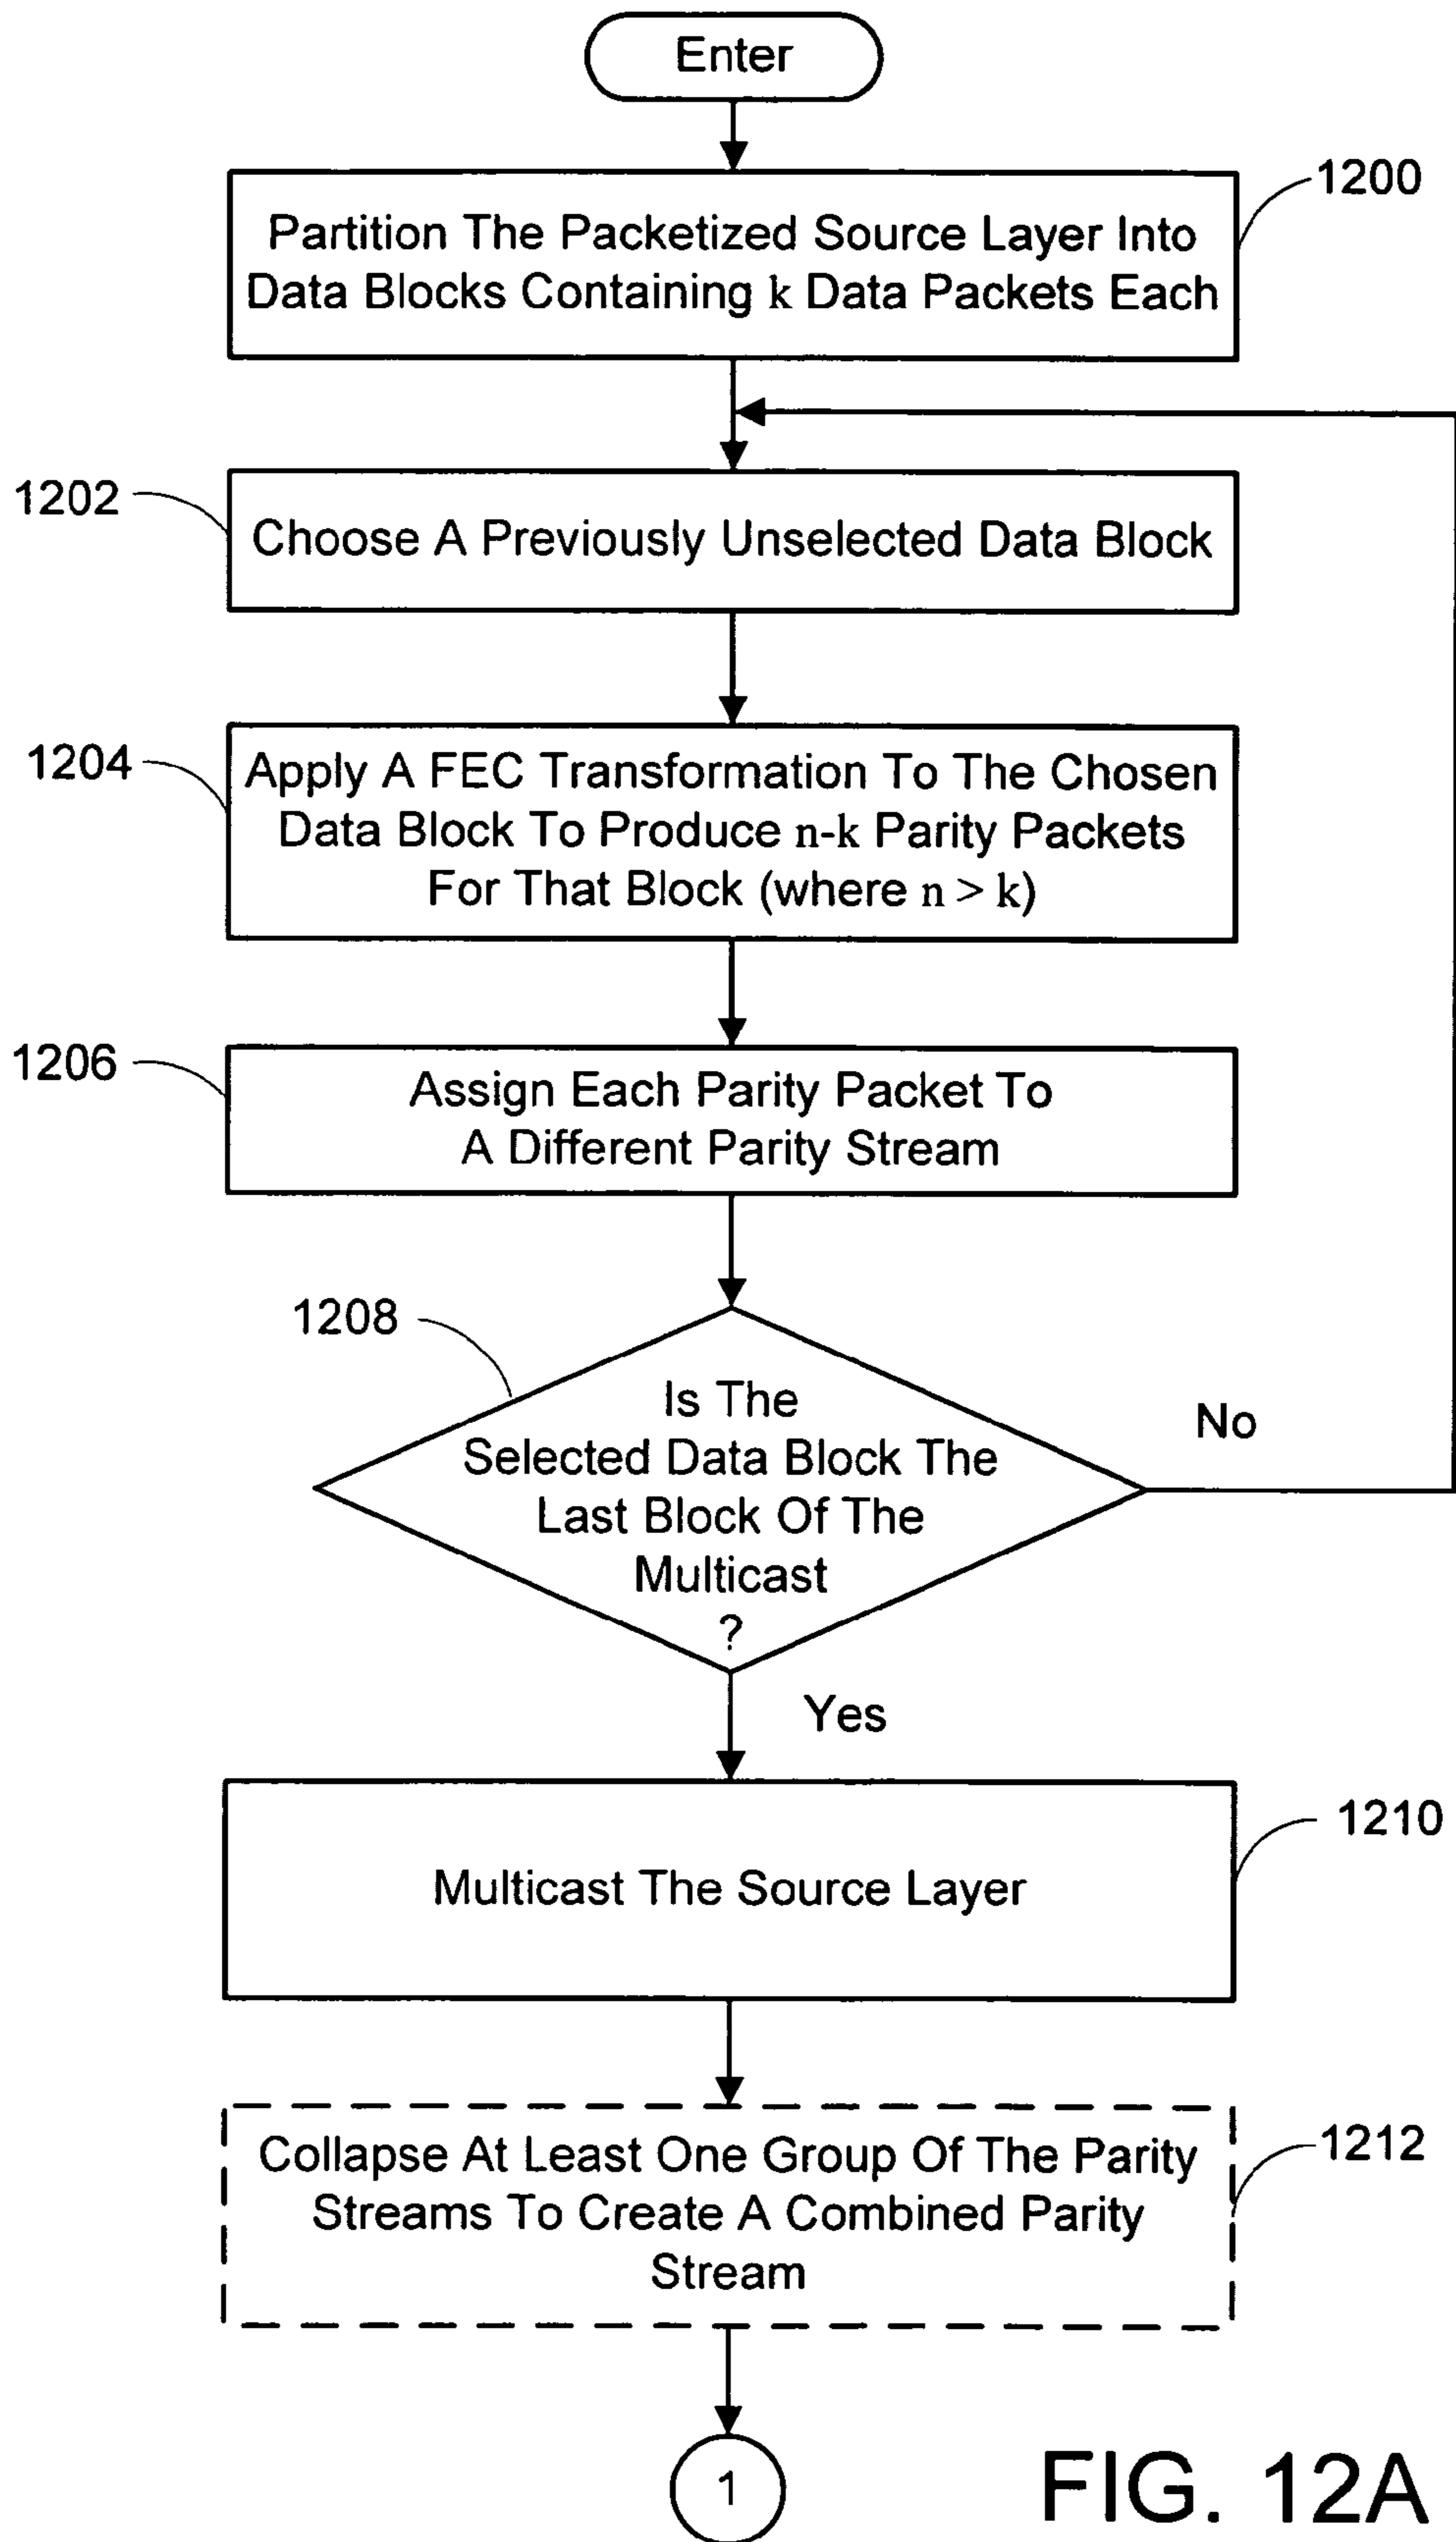 Enter
1200
Partition The Packetized Source Layer Into
Data Blocks Containing k Data Packets Each
1202
Choose A Previously Unselected Data Block
1204
Apply A FEC Transformation To The Chosen
Data Block To Produce n-k Parity Packets
For That Block (where n > k)
1206
Assign Each Parity Packet To
A Different Parity Stream
1208
Is The
Selected Data Block The
Last Block Of The
Multicast
?
No
Yes
1210
Multicast The Source Layer
1212
Collapse At Least One Group Of The Parity
Streams To Create A Combined Parity
Stream
1
FIG. 12A